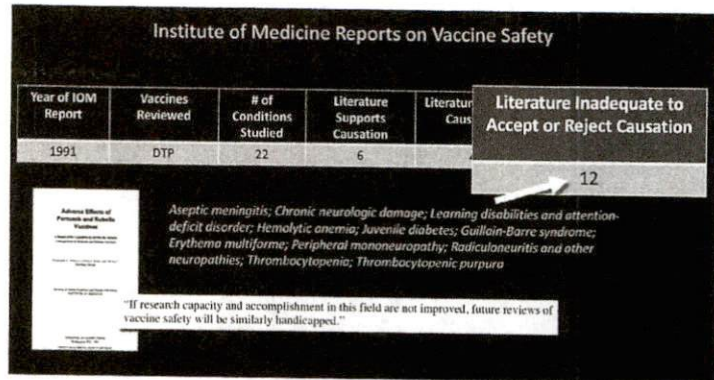 Institute of Medicine Reports on Vaccine Safety
Year of IOM Report
Vaccines Reviewed
# of Conditions Studied
Literature Supports Causation
Literature
Caus
Literature Inadequate to
Accept or Reject Causation
1991
DTP
22
6
12
Adverse Effects of
Pertussis and Rubella
Vaccines
Aseptic meningitis; Chronic neurologic damage; Learning disabilities and attention-
deficit disorder; Hemolytic anemia; Juvenile diabetes; Guillain-Barre syndrome;
Erythema multiforme; Peripheral mononeuropathy; Radiculoneuritis and other
neuropathies; Thrombocytopenia; Thrombocytopenic purpura
"If research capacity and accomplishment in this field are not improved, future reviews of
vaccine safety will be similarly handicapped."